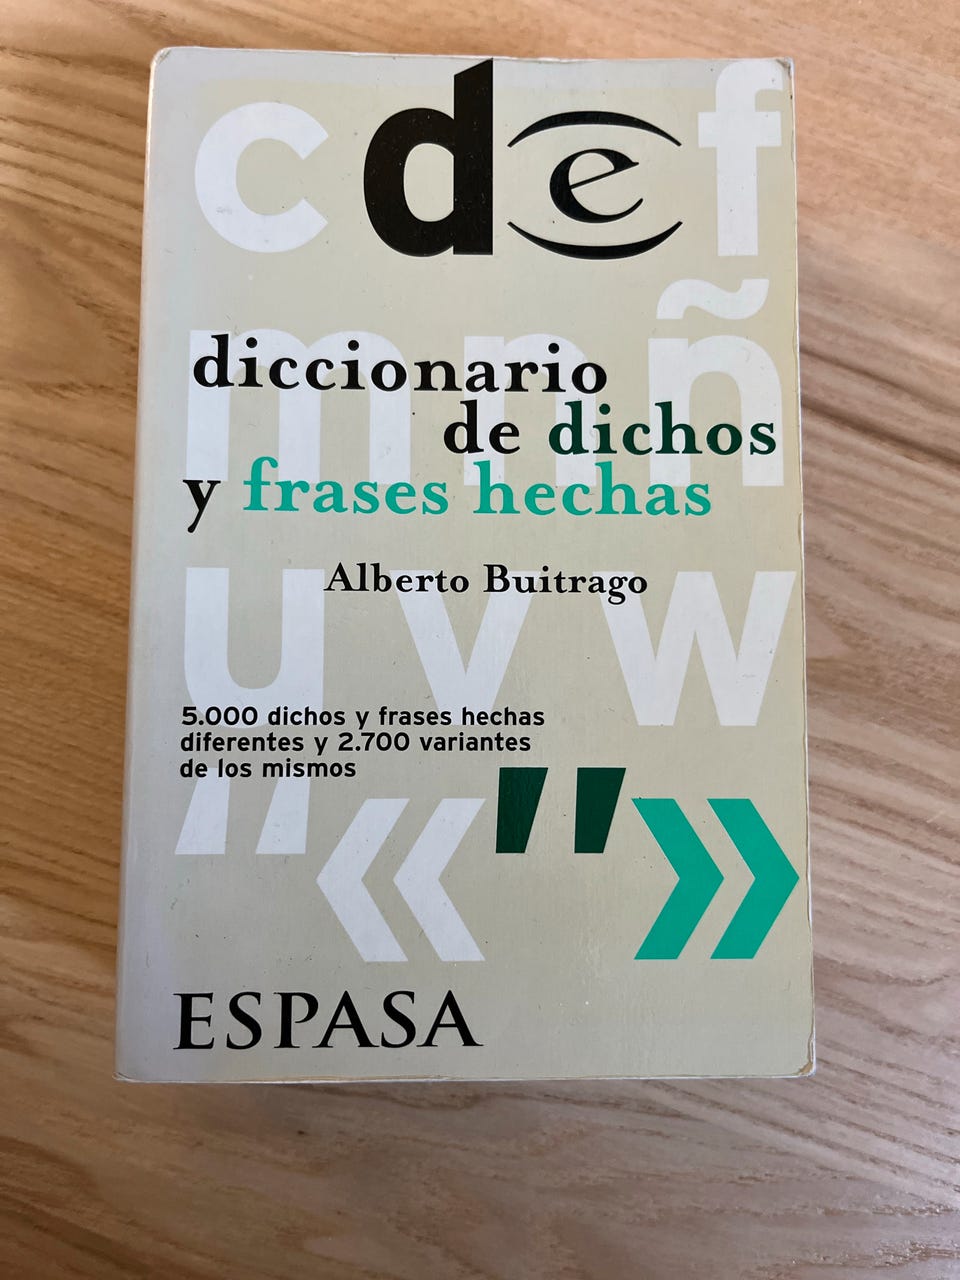 c d e f
m n ñ
diccionario
de dichos
y frases hechas
Alberto Buitrago
u v w
5.000 dichos y frases hechas
diferentes y 2.700 variantes
de los mismos
" « " »
ESPASA